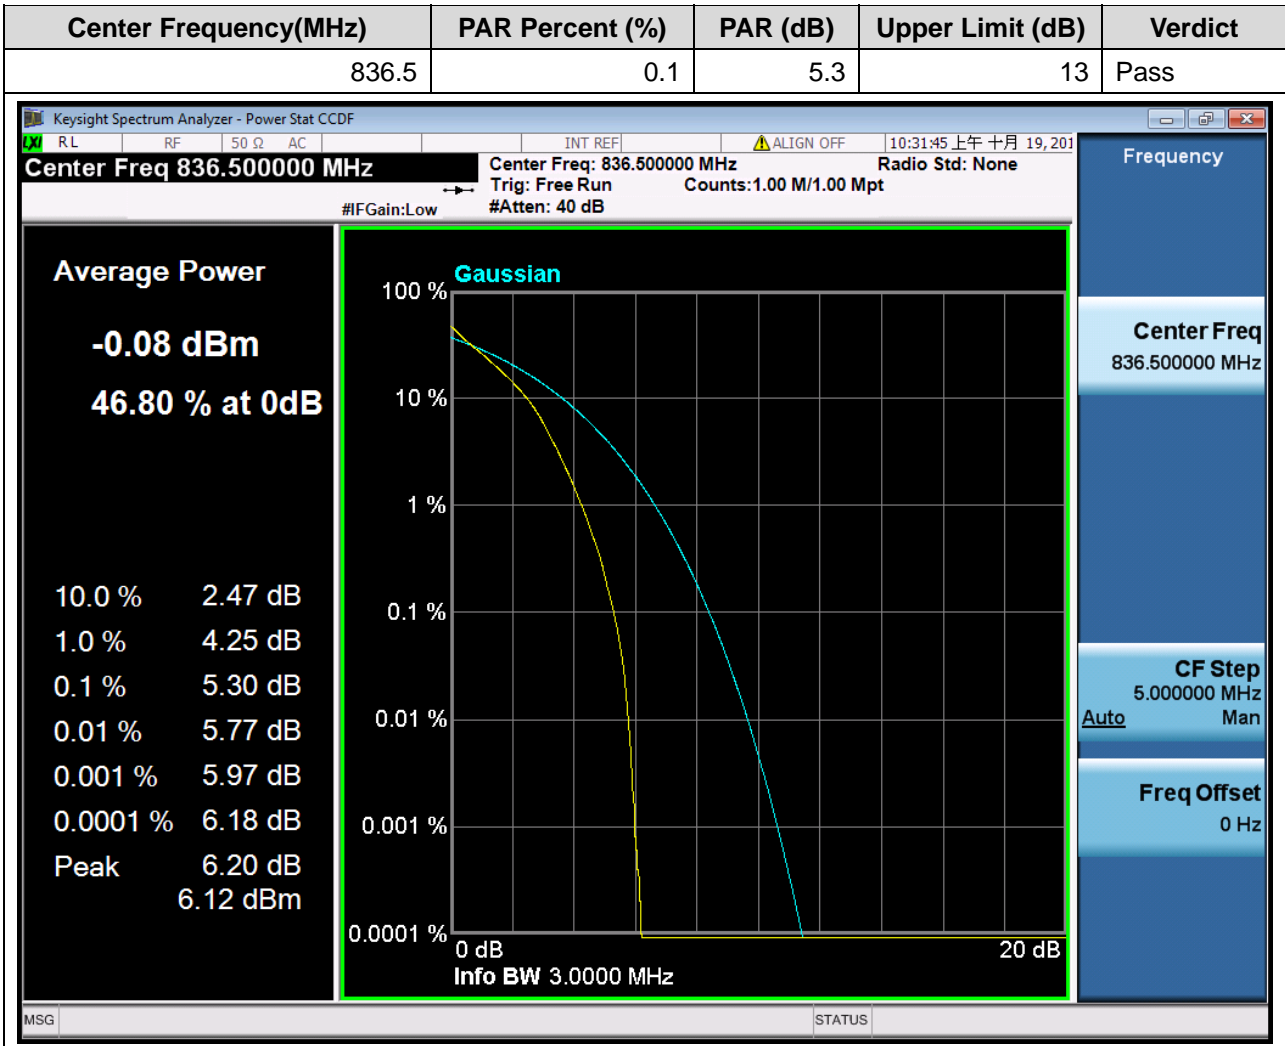 Center Frequency(MHz) PAR Percent (%) PAR (dB) Upper Limit (dB) Verdict
836.5 0.1 5.3 13 Pass
Keysight Spectrum Analyzer - Power Stat CCDF
LXI RL RF 50 Ω AC INT REF ALIGN OFF 10:31:45 上午 十月 19, 201
Center Freq 836.500000 MHz
Center Freq: 836.500000 MHz Radio Std: None
Trig: Free Run Counts:1.00 M/1.00 Mpt
#IFGain:Low #Atten: 40 dB
Frequency
Average Power
-0.08 dBm
46.80 % at 0dB
10.0 % 2.47 dB
1.0 % 4.25 dB
0.1 % 5.30 dB
0.01 % 5.77 dB
0.001 % 5.97 dB
0.0001 % 6.18 dB
Peak 6.20 dB
6.12 dBm
Gaussian
100 %
10 %
1 %
0.1 %
0.01 %
0.001 %
0.0001 %
0 dB 20 dB
Info BW 3.0000 MHz
Center Freq
836.500000 MHz
CF Step
5.000000 MHz
Auto Man
Freq Offset
0 Hz
MSG STATUS